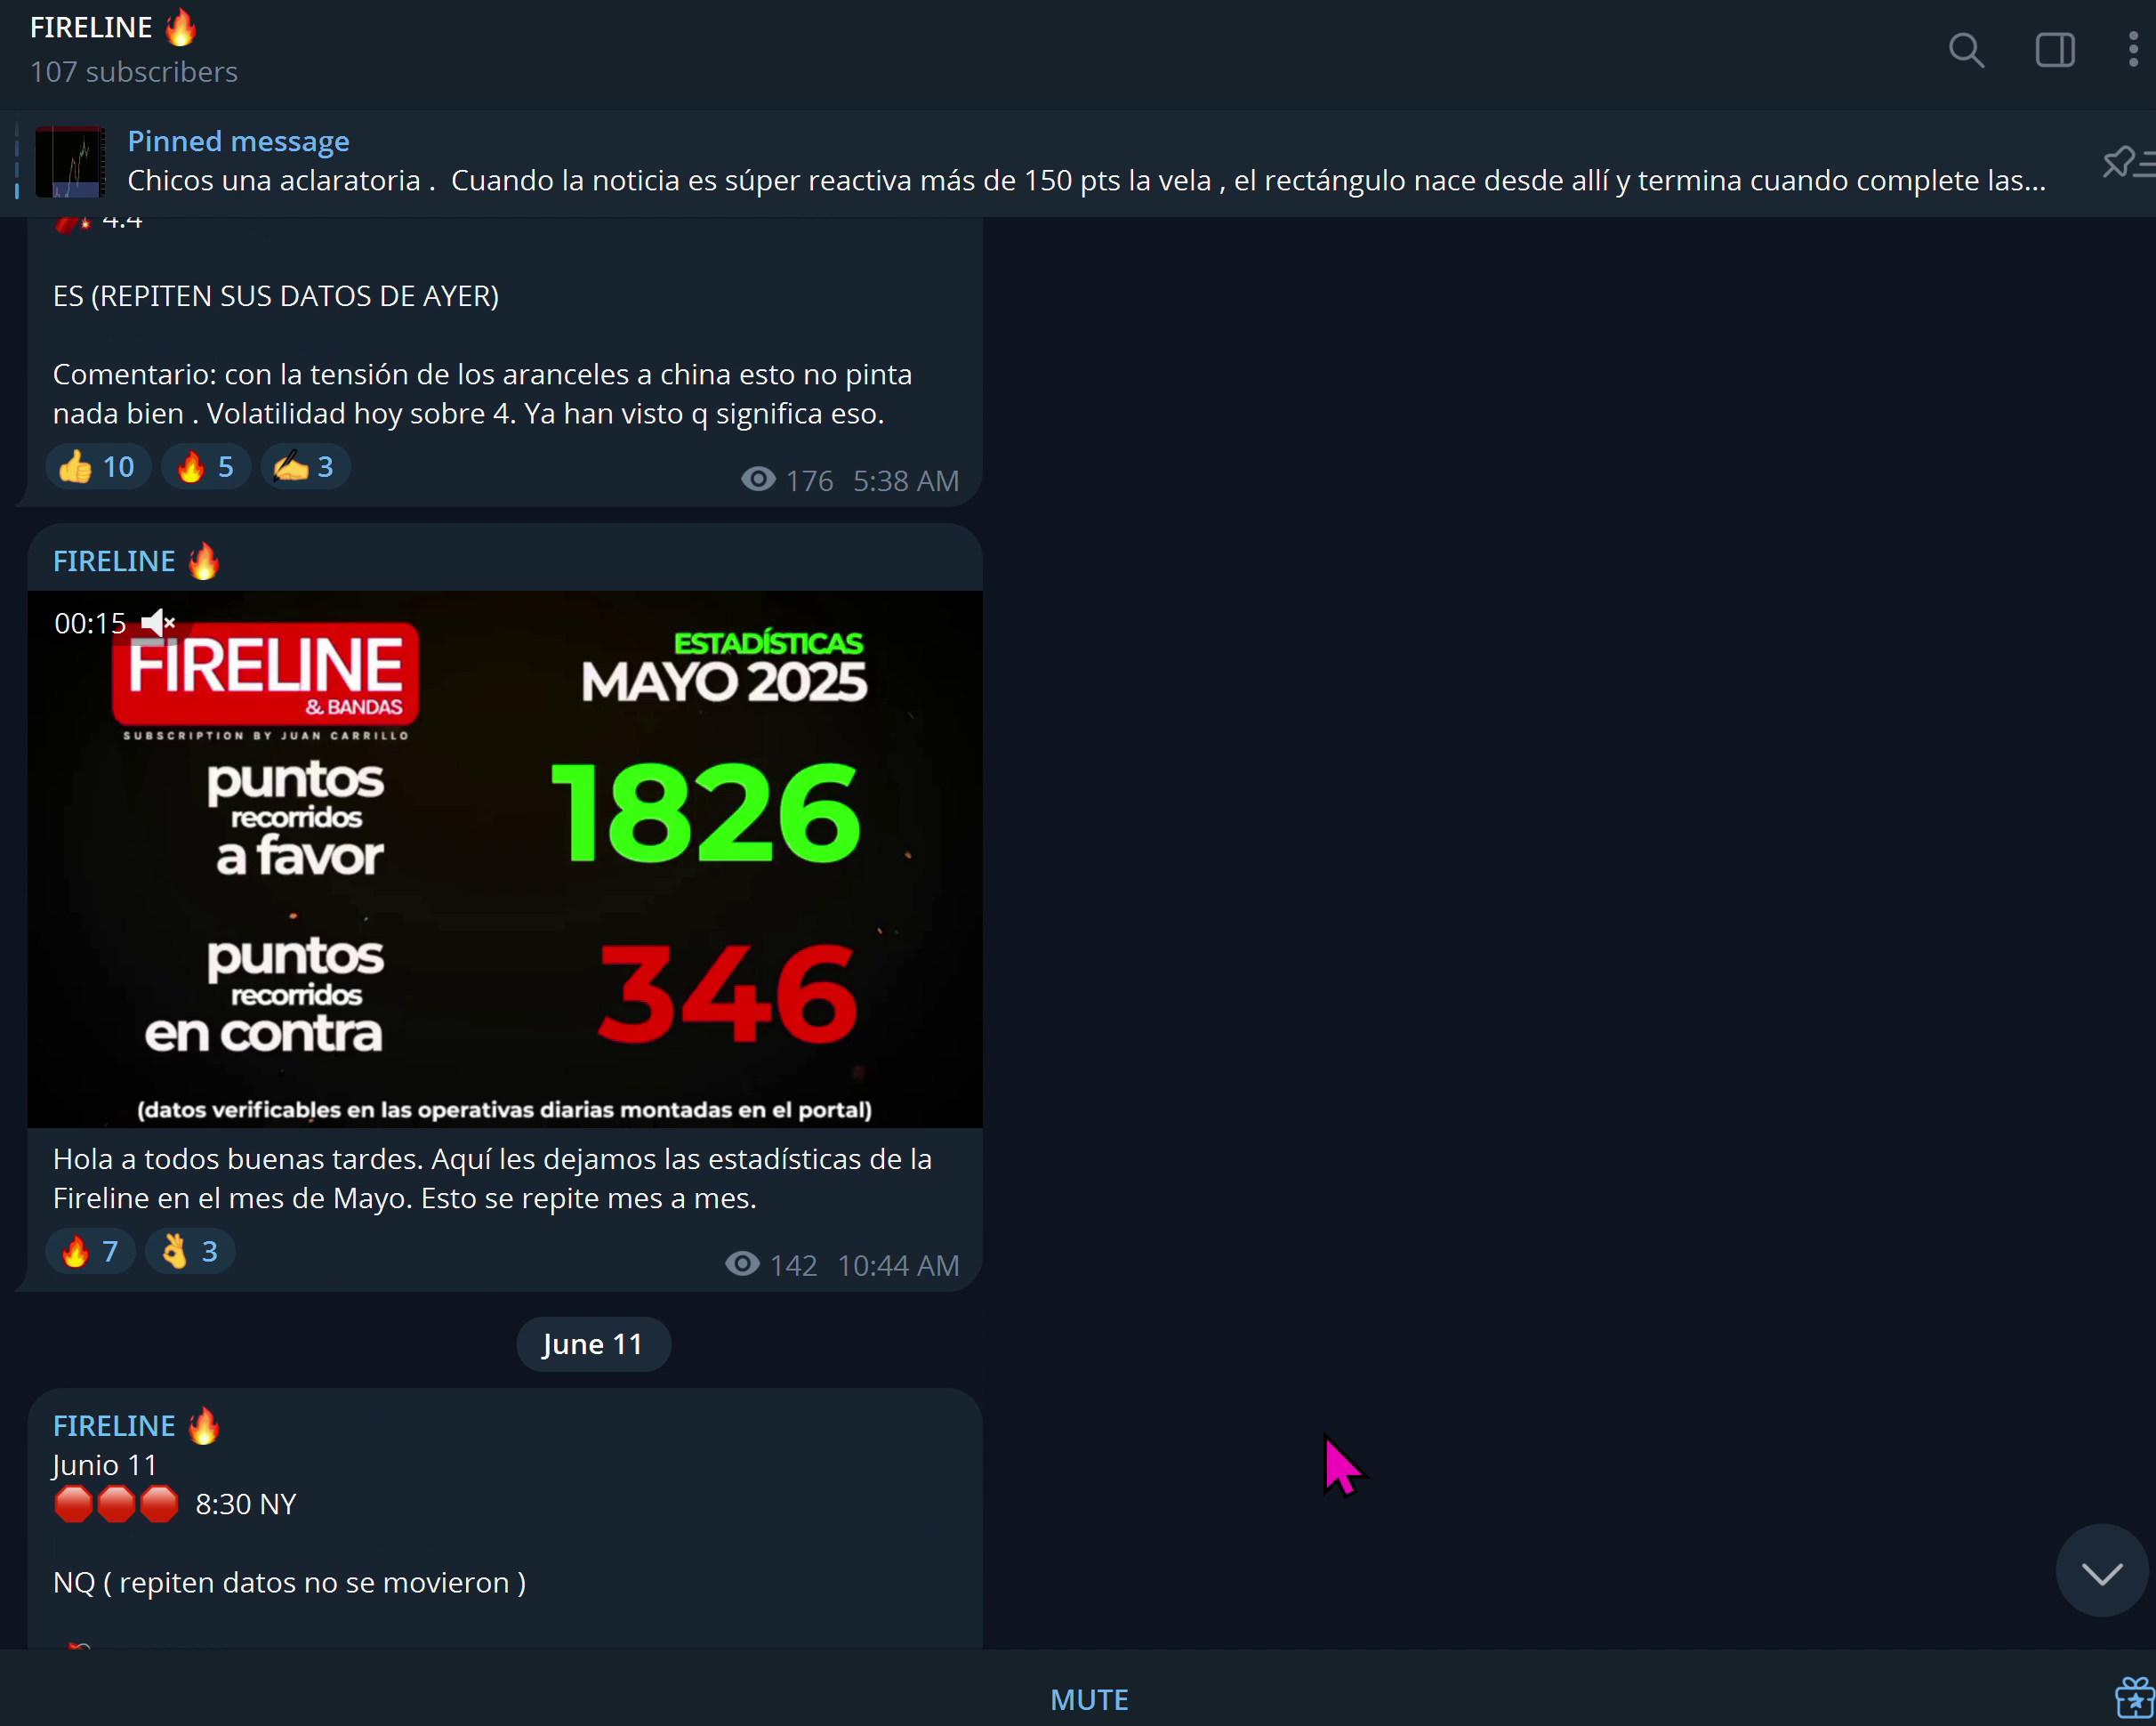 FIRELINE 🔥
107 subscribers
Pinned message
Chicos una aclaratoria .  Cuando la noticia es súper reactiva más de 150 pts la vela , el rectángulo nace desde allí y termina cuando complete las...
4.4
ES (REPITEN SUS DATOS DE AYER)
Comentario: con la tensión de los aranceles a china esto no pinta
nada bien . Volatilidad hoy sobre 4. Ya han visto q significa eso.
👍 10 🔥 5 ✍ 3
176 5:38 AM
FIRELINE 🔥
00:15
FIRELINE
& BANDAS
SUBSCRIPTION BY JUAN CARRILLO
ESTADÍSTICAS
MAYO 2025
puntos
recorridos
a favor
1826
puntos
recorridos
en contra
346
(datos verificables en las operativas diarias montadas en el portal)
Hola a todos buenas tardes. Aquí les dejamos las estadísticas de la
Fireline en el mes de Mayo. Esto se repite mes a mes.
🔥 7 👌 3
142 10:44 AM
June 11
FIRELINE 🔥
Junio 11
🛑🛑🛑 8:30 NY
NQ ( repiten datos no se movieron )
MUTE